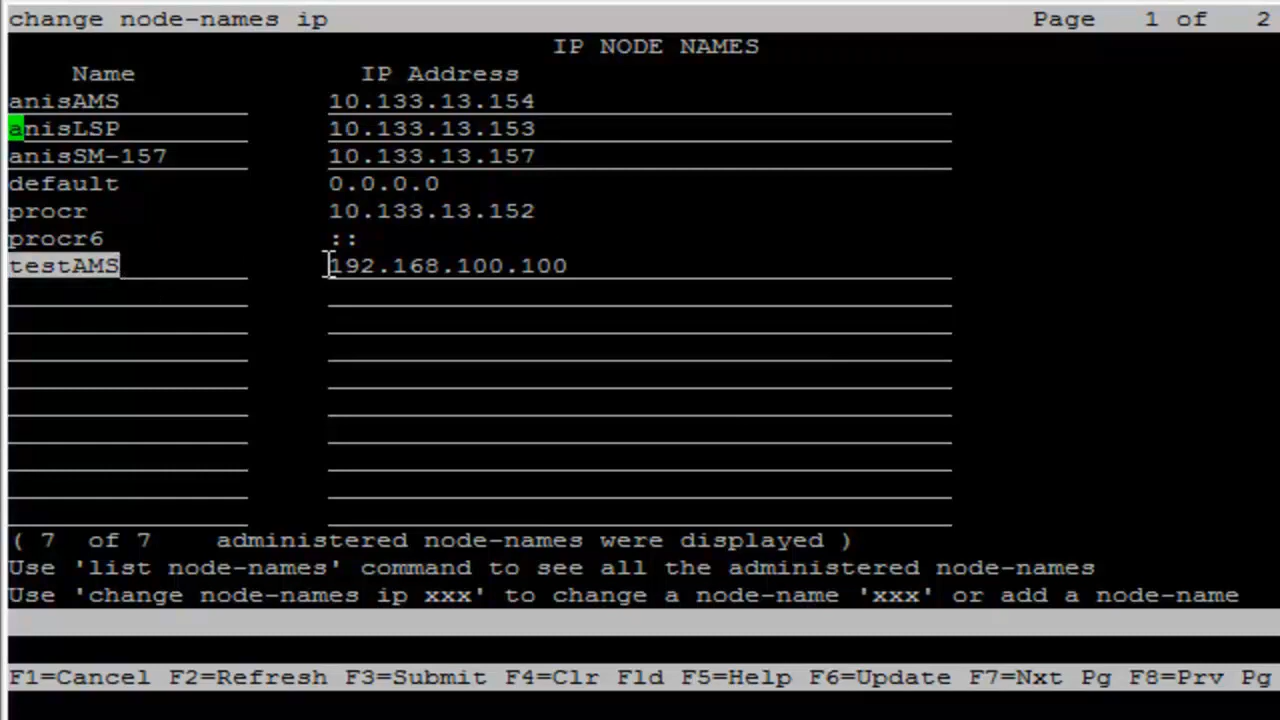 change node-names ip Page 1 of 2
IP NODE NAMES
Name IP Address
anisAMS 10.133.13.154
anisLSP 10.133.13.153
anisSM-157 10.133.13.157
default 0.0.0.0
procr 10.133.13.152
procr6 ::
testAMS 192.168.100.100
( 7 of 7 administered node-names were displayed )
Use 'list node-names' command to see all the administered node-names
Use 'change node-names ip xxx' to change a node-name 'xxx' or add a node-name
F1=Cancel F2=Refresh F3=Submit F4=Clr Fld F5=Help F6=Update F7=Nxt Pg F8=Prv Pg